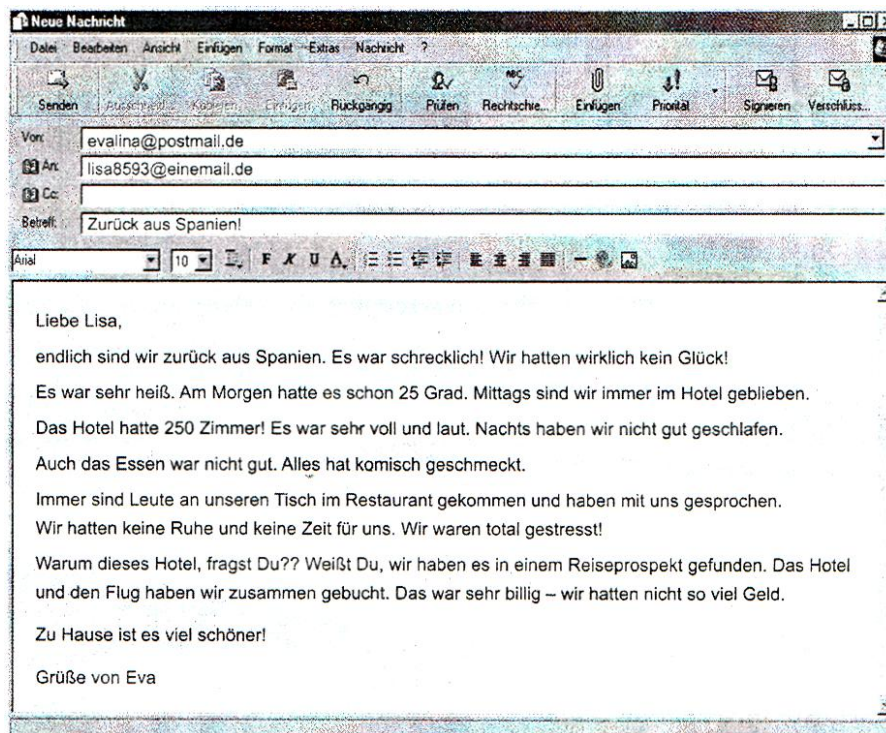 Neue Nachricht
Datei Bearbeiten Ansicht Einfügen Format Extras Nachricht ?
Senden Ausschneid... Kopieren Einfügen Rückgängig Prüfen Rechtschre... Einfügen Priorität Signieren Verschlüss...
Von: evalina@postmail.de
An: lisa8593@einemail.de
Cc:
Betreff: Zurück aus Spanien!
Arial 10 F K U A
Liebe Lisa,
endlich sind wir zurück aus Spanien. Es war schrecklich! Wir hatten wirklich kein Glück!
Es war sehr heiß. Am Morgen hatte es schon 25 Grad. Mittags sind wir immer im Hotel geblieben.
Das Hotel hatte 250 Zimmer! Es war sehr voll und laut. Nachts haben wir nicht gut geschlafen.
Auch das Essen war nicht gut. Alles hat komisch geschmeckt.
Immer sind Leute an unseren Tisch im Restaurant gekommen und haben mit uns gesprochen.
Wir hatten keine Ruhe und keine Zeit für uns. Wir waren total gestresst!
Warum dieses Hotel, fragst Du?? Weißt Du, wir haben es in einem Reiseprospekt gefunden. Das Hotel
und den Flug haben wir zusammen gebucht. Das war sehr billig – wir hatten nicht so viel Geld.
Zu Hause ist es viel schöner!
Grüße von Eva